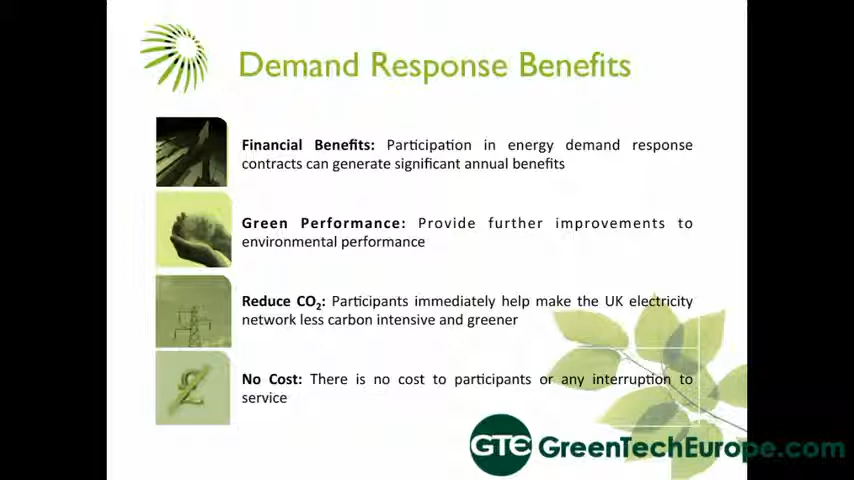 Demand Response Benefits
Financial Benefits: Participation in energy demand response
contracts can generate significant annual benefits
Green Performance: Provide further improvements to
environmental performance
Reduce CO₂: Participants immediately help make the UK electricity
network less carbon intensive and greener
No Cost: There is no cost to participants or any interruption to
service
GTE GreenTechEurope.com